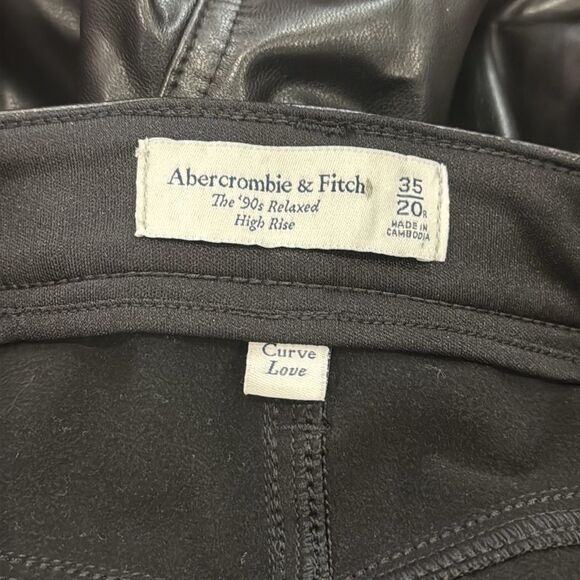 Abercrombie & Fitch
The ‘90s Relaxed
High Rise
35
20R
MADE IN
CAMBODIA
Curve
Love